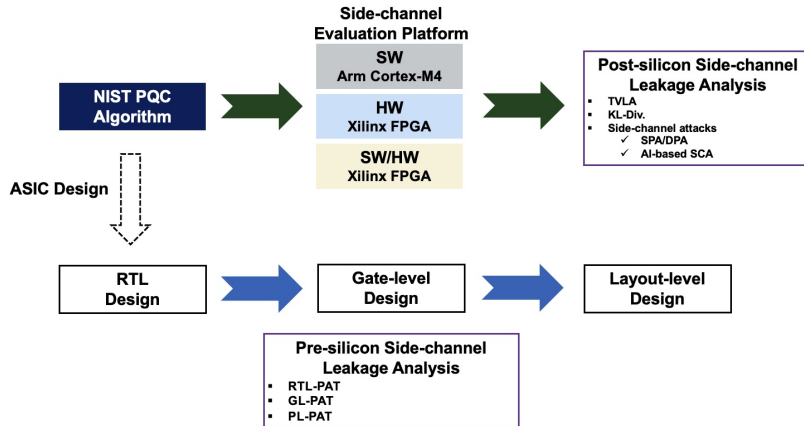 Side-channel
Evaluation Platform
NIST PQC
Algorithm
SW
Arm Cortex-M4
HW
Xilinx FPGA
SW/HW
Xilinx FPGA
Post-silicon Side-channel
Leakage Analysis
▪ TVLA
▪ KL-Div.
▪ Side-channel attacks
✓ SPA/DPA
✓ AI-based SCA
ASIC Design
RTL
Design
Gate-level
Design
Layout-level
Design
Pre-silicon Side-channel
Leakage Analysis
▪ RTL-PAT
▪ GL-PAT
▪ PL-PAT